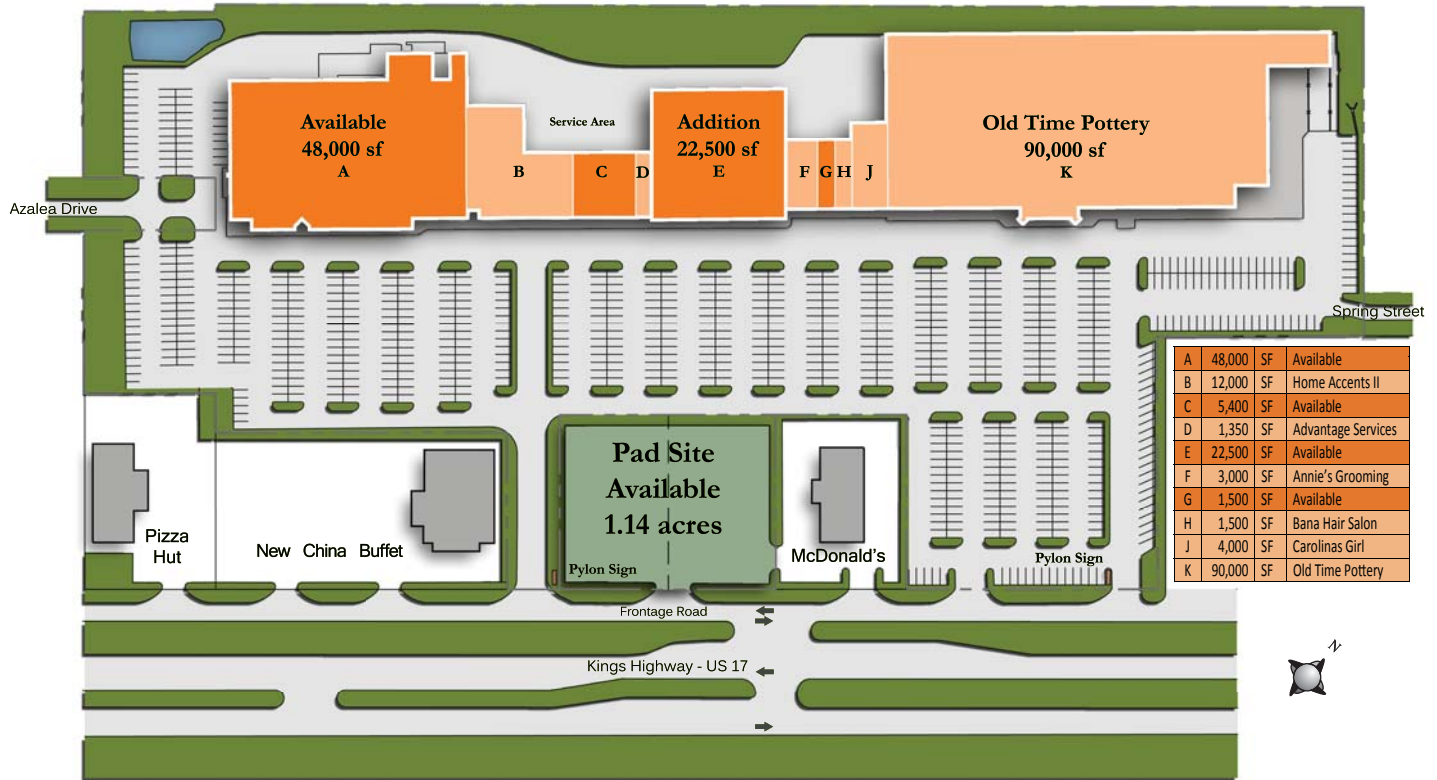 Available
48,000 sf
A
B
Service Area
C
D
Addition
22,500 sf
E
F
G
H
J
Old Time Pottery
90,000 sf
K
Azalea Drive
Spring Street
A 48,000 SF Available
B 12,000 SF Home Accents II
C 5,400 SF Available
D 1,350 SF Advantage Services
E 22,500 SF Available
F 3,000 SF Annie's Grooming
G 1,500 SF Available
H 1,500 SF Bana Hair Salon
J 4,000 SF Carolinas Girl
K 90,000 SF Old Time Pottery
Pizza
Hut
New China Buffet
Pad Site
Available
1.14 acres
Pylon Sign
McDonald's
Pylon Sign
Frontage Road
Kings Highway - US 17
N